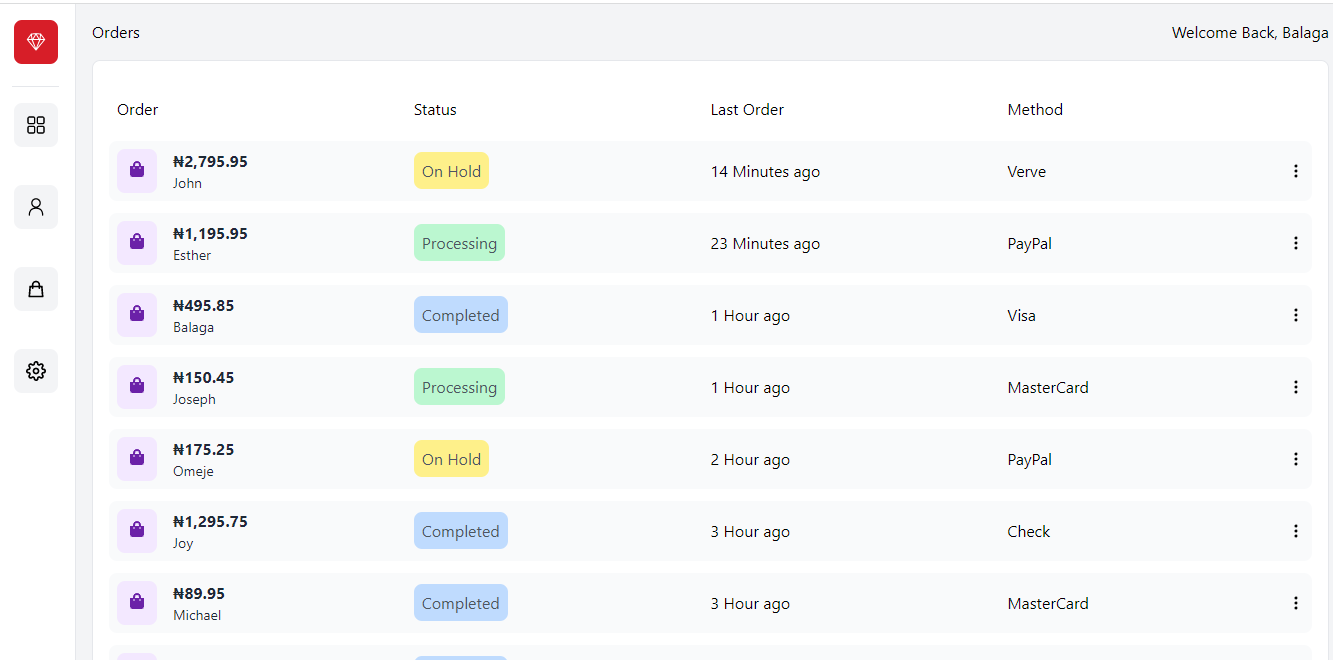 Orders
Welcome Back, Balaga
Order Status Last Order Method
₦2,795.95
John
On Hold
14 Minutes ago
Verve
₦1,195.95
Esther
Processing
23 Minutes ago
PayPal
₦495.85
Balaga
Completed
1 Hour ago
Visa
₦150.45
Joseph
Processing
1 Hour ago
MasterCard
₦175.25
Omeje
On Hold
2 Hour ago
PayPal
₦1,295.75
Joy
Completed
3 Hour ago
Check
₦89.95
Michael
Completed
3 Hour ago
MasterCard